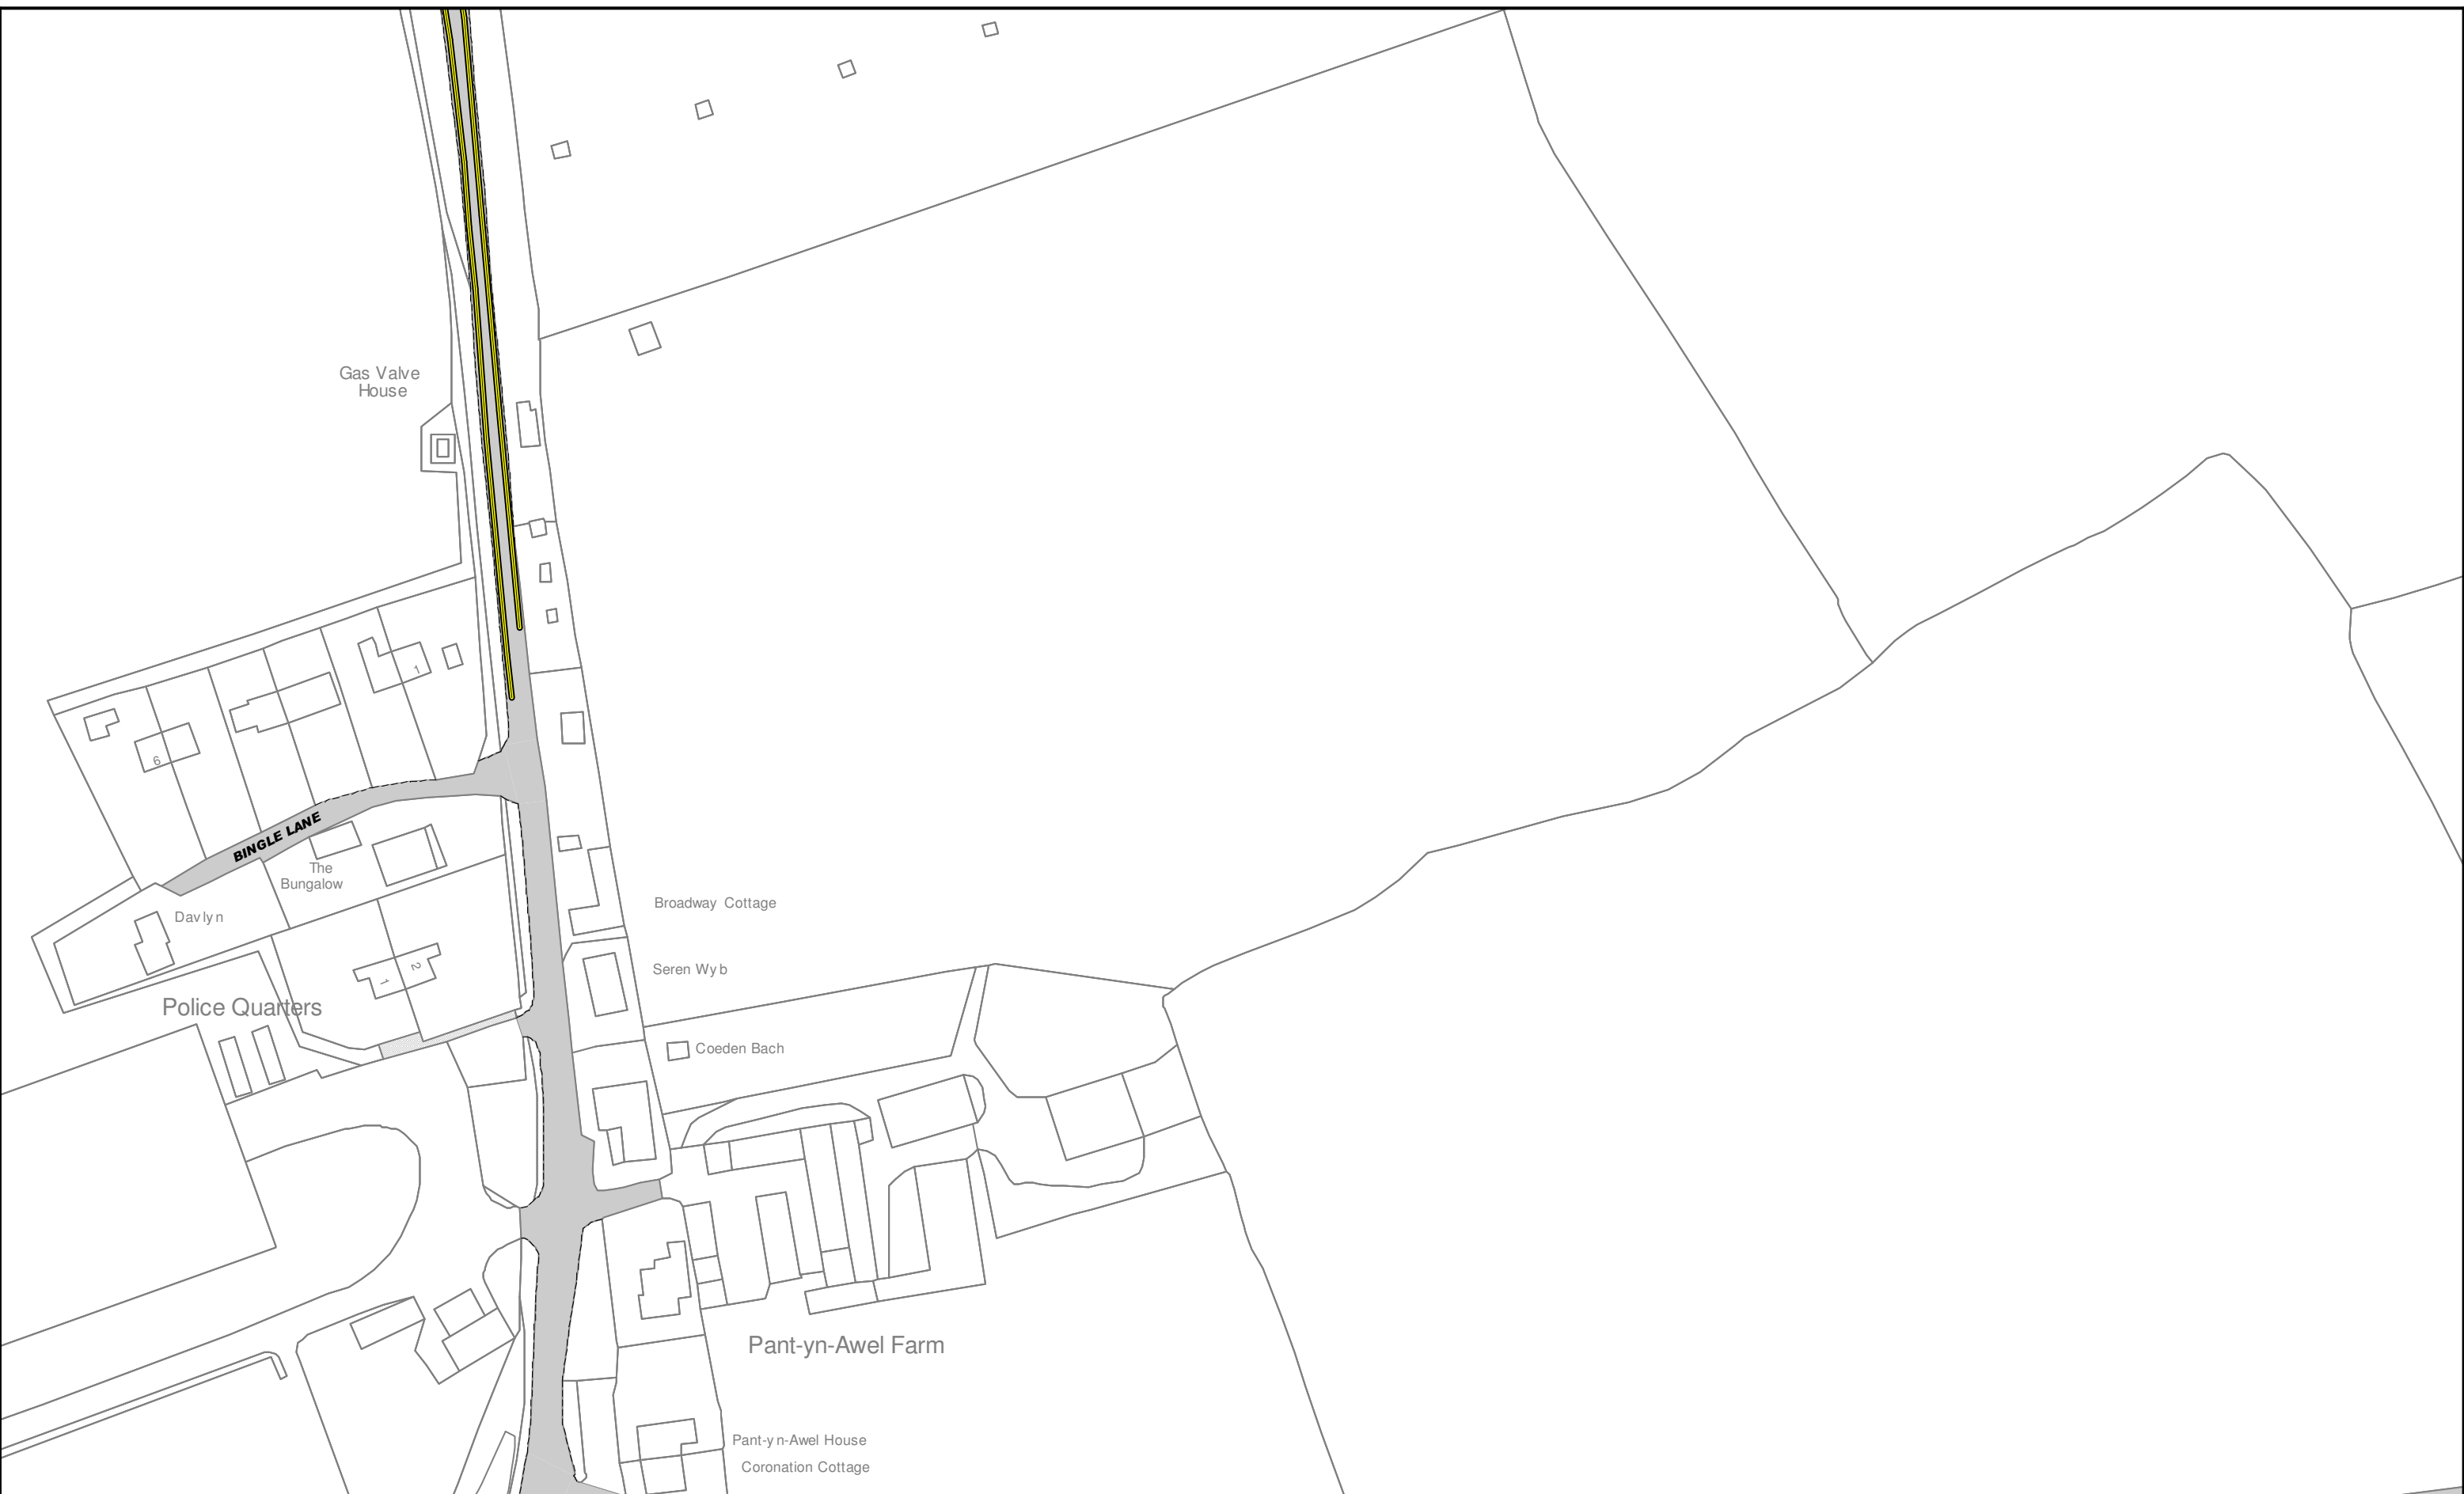 Gas Valve
House
1
6
BINGLE LANE
The
Bungalow
Davlyn
Broadway Cottage
2
1
Seren Wyb
Police Quarters
Coeden Bach
Pant-yn-Awel Farm
Pant-yn-Awel House
Coronation Cottage